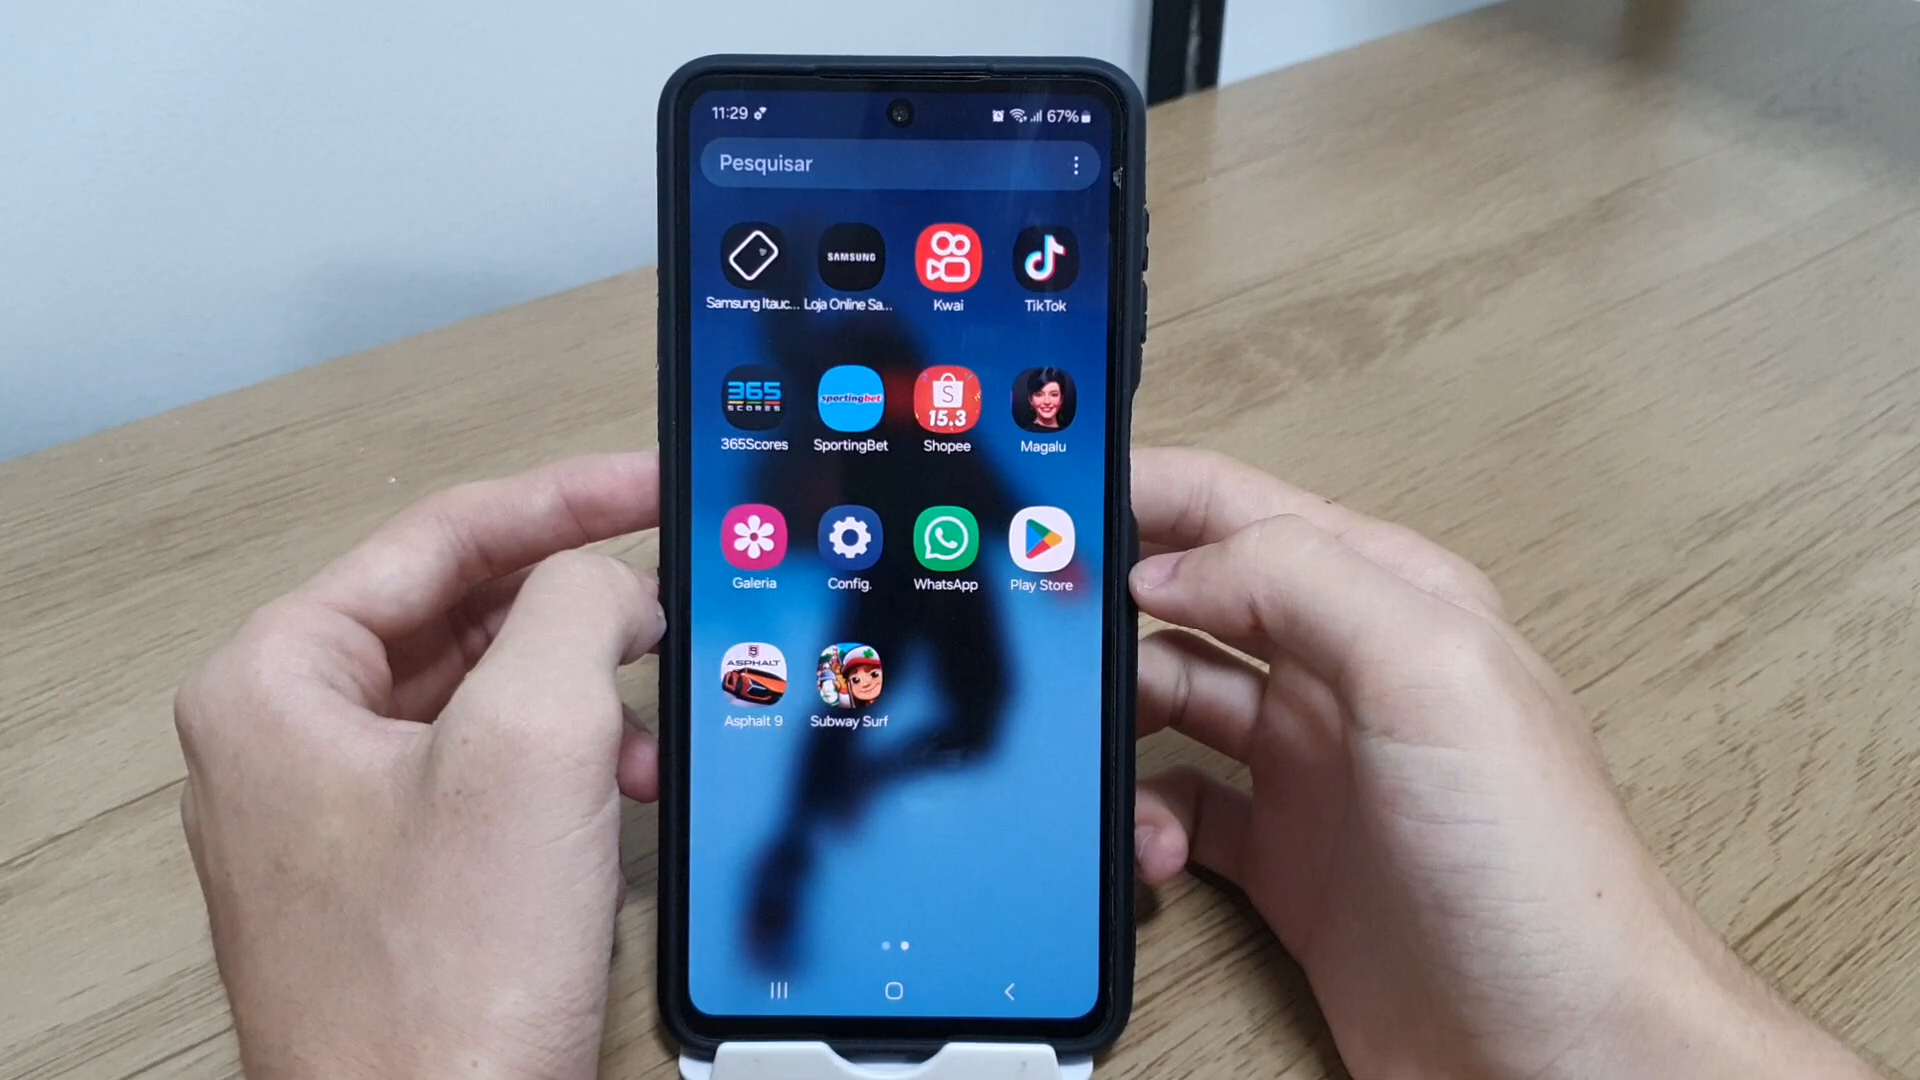 11:29 67%
Pesquisar
SAMSUNG
Samsung Itauc... Loja Online Sa... Kwai TikTok
365 SCORES sportingbet S 15.3
365Scores SportingBet Shopee Magalu
Galeria Config. WhatsApp Play Store
9 ASPHALT
Asphalt 9 Subway Surf